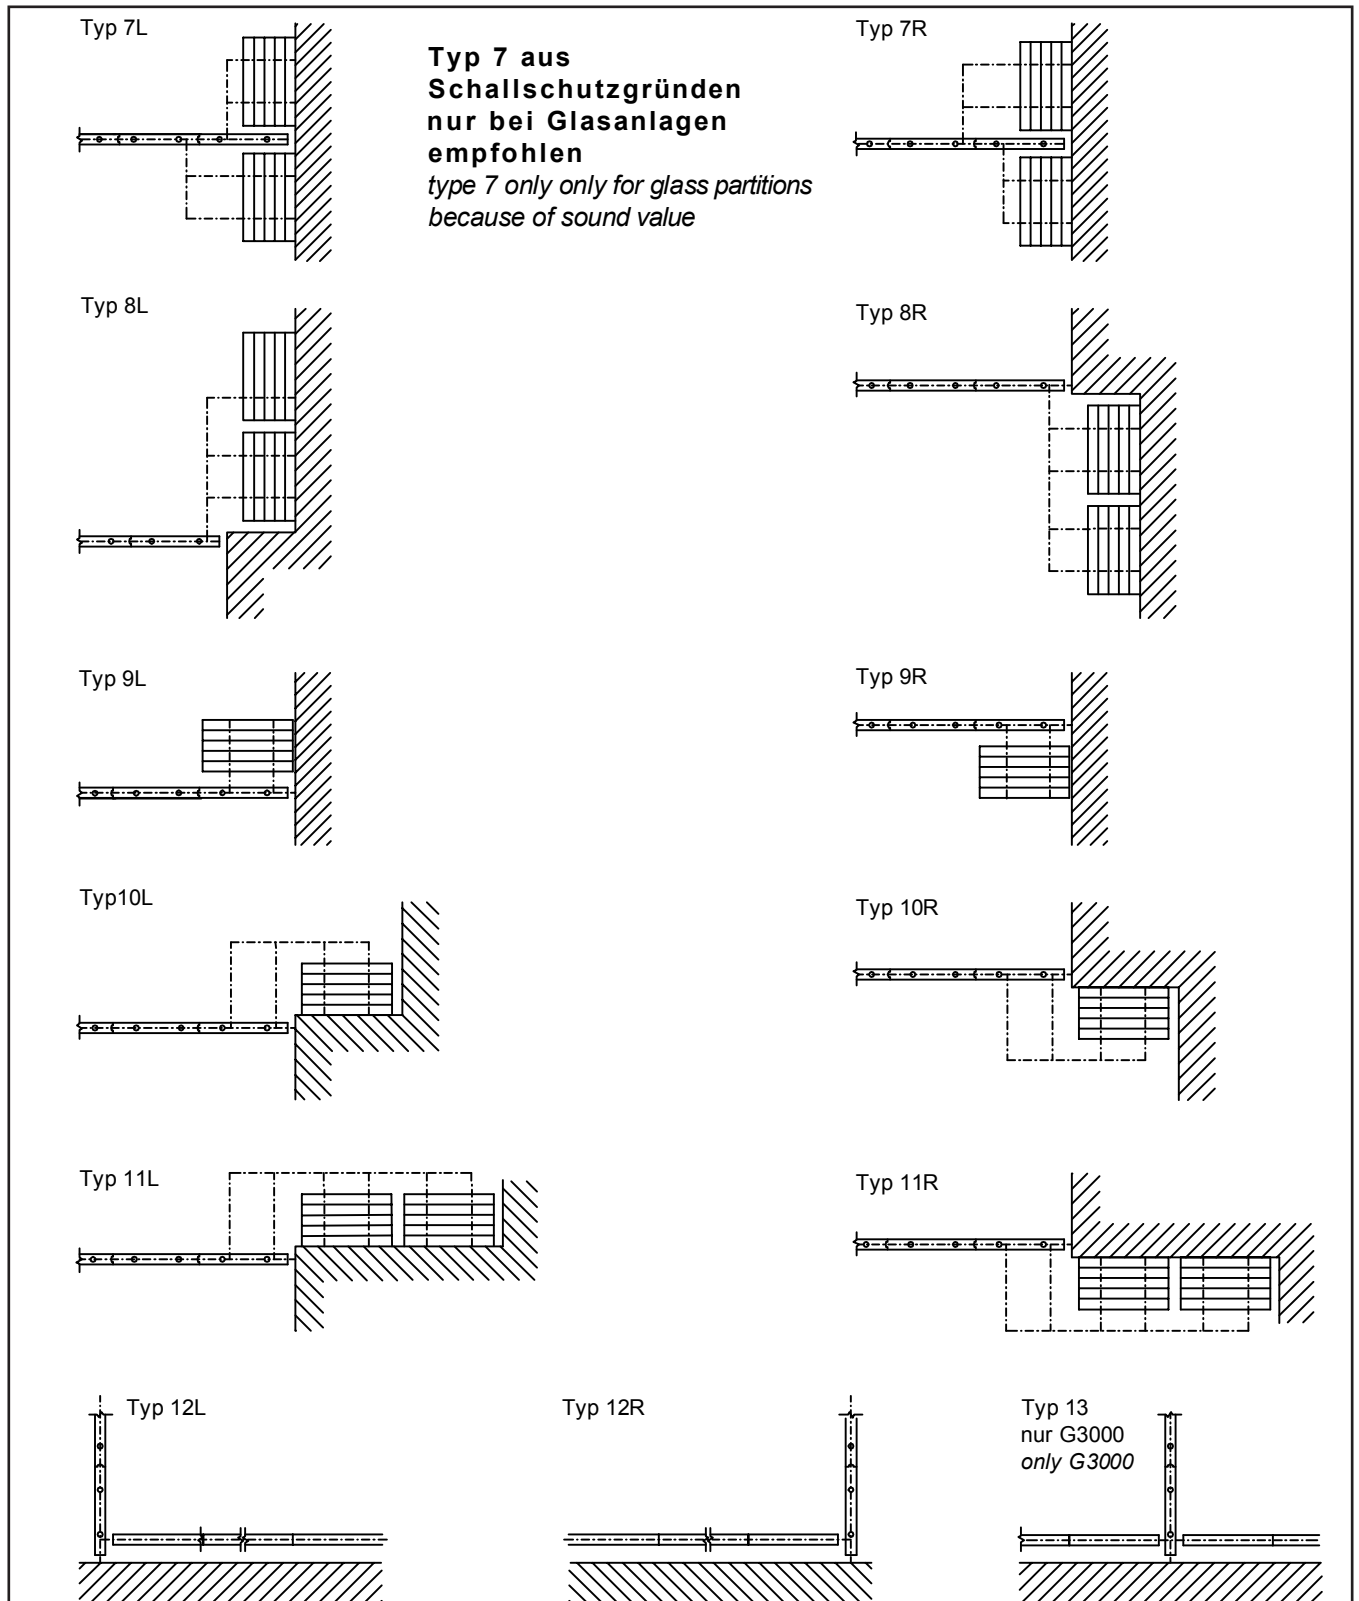 Typ 7L
Typ 7 aus
Schallschutzgründen
nur bei Glasanlagen
empfohlen
type 7 only only for glass partitions
because of sound value
Typ 7R
Typ 8L
Typ 8R
Typ 9L
Typ 9R
Typ10L
Typ 10R
Typ 11L
Typ 11R
Typ 12L
Typ 12R
Typ 13
nur G3000
only G3000